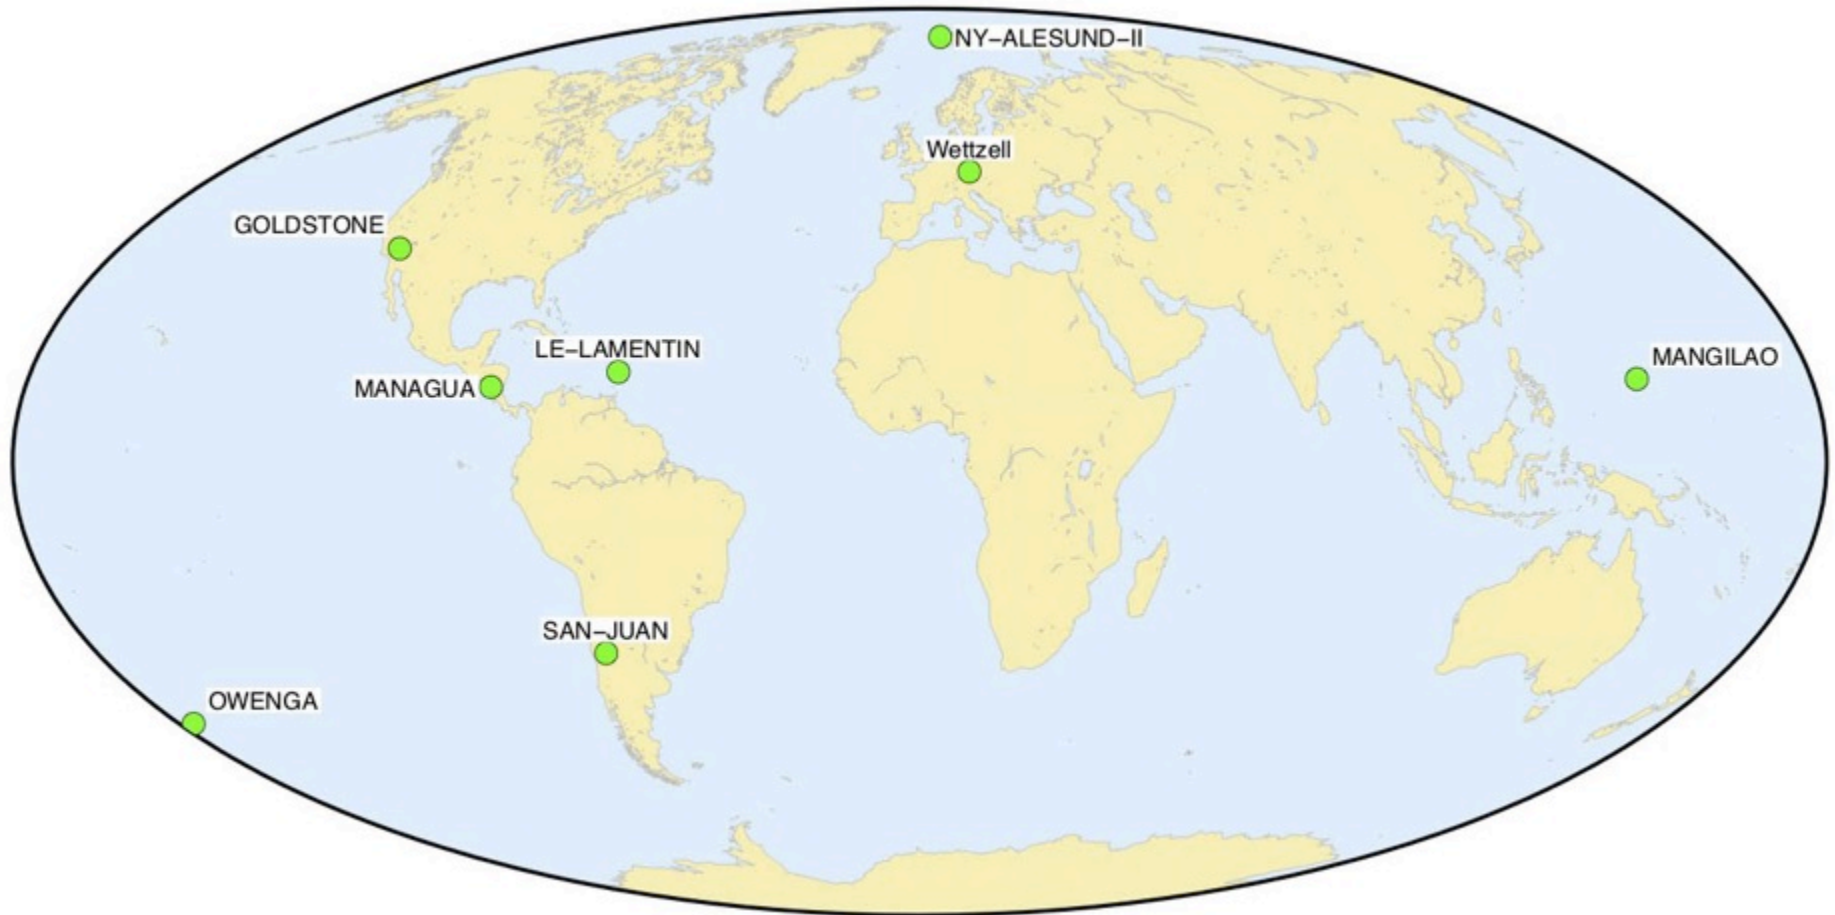 NY-ALESUND-II
Wettzell
GOLDSTONE
LE-LAMENTIN
MANGILAO
MANAGUA
SAN-JUAN
OWENGA